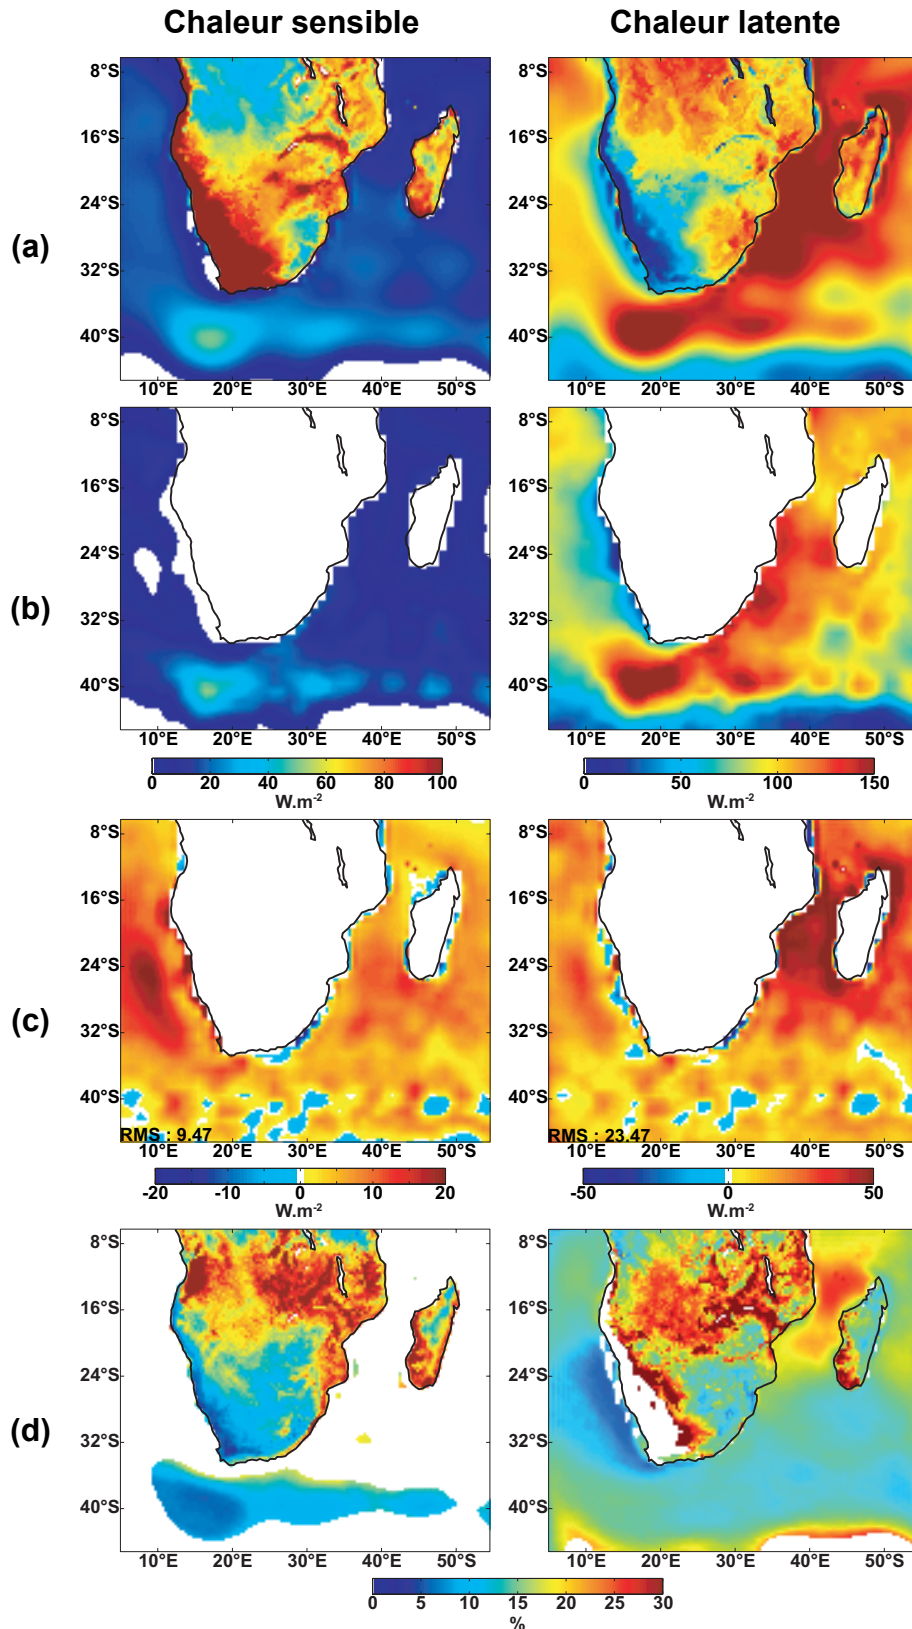 Chaleur sensible
Chaleur latente
(a)
8°S
16°S
24°S
32°S
40°S
10°E
20°E
30°E
40°E
50°S
8°S
16°S
24°S
32°S
40°S
10°E
20°E
30°E
40°E
50°S
(b)
8°S
16°S
24°S
32°S
40°S
10°E
20°E
30°E
40°E
50°S
8°S
16°S
24°S
32°S
40°S
10°E
20°E
30°E
40°E
50°S
0 20 40 60 80 100
W.m-2
0 50 100 150
W.m-2
(c)
8°S
16°S
24°S
32°S
40°S
RMS : 9.47
10°E
20°E
30°E
40°E
50°S
8°S
16°S
24°S
32°S
40°S
RMS : 23.47
10°E
20°E
30°E
40°E
50°S
-20 -10 0 10 20
W.m-2
-50 0 50
W.m-2
(d)
8°S
16°S
24°S
32°S
40°S
10°E
20°E
30°E
40°E
50°S
8°S
16°S
24°S
32°S
40°S
10°E
20°E
30°E
40°E
50°S
0 5 10 15 20 25 30
%